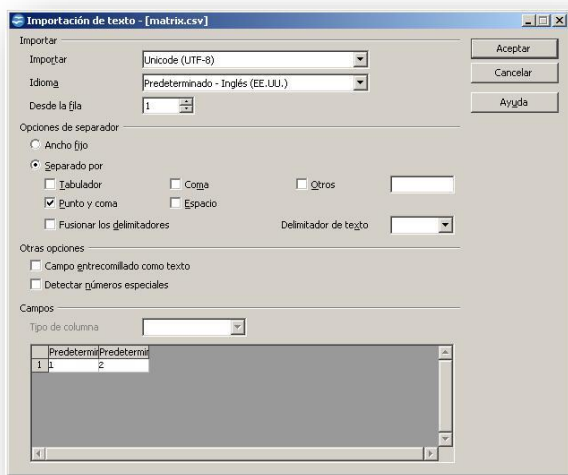 Importación de texto - [matrix.csv]
Importar
Aceptar
Importar Unicode (UTF-8)
Cancelar
Idioma Predeterminado - Inglés (EE.UU.)
Desde la fila 1
Ayuda
Opciones de separador
Ancho fijo
Separado por
Tabulador Coma Otros
Punto y coma Espacio
Fusionar los delimitadores Delimitador de texto
Otras opciones
Campo entrecomillado como texto
Detectar números especiales
Campos
Tipo de columna
Predetermin Predetermin
1 1 2